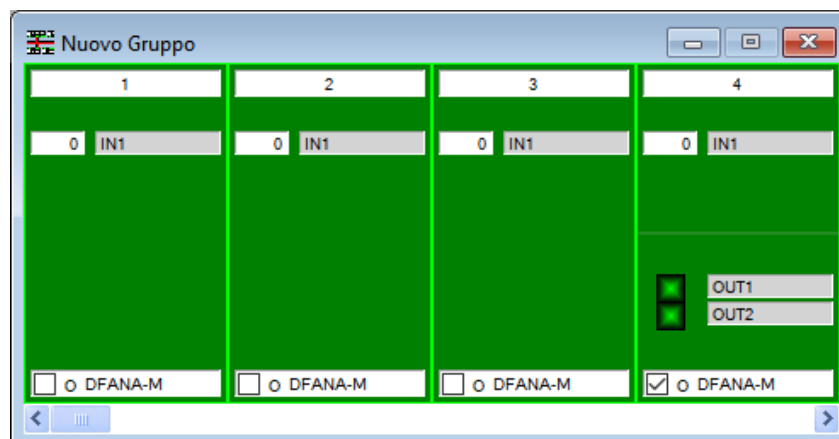 Nuovo Gruppo
1 2 3 4
0 IN1 0 IN1 0 IN1 0 IN1
OUT1
OUT2
O DFANA-M O DFANA-M O DFANA-M O DFANA-M